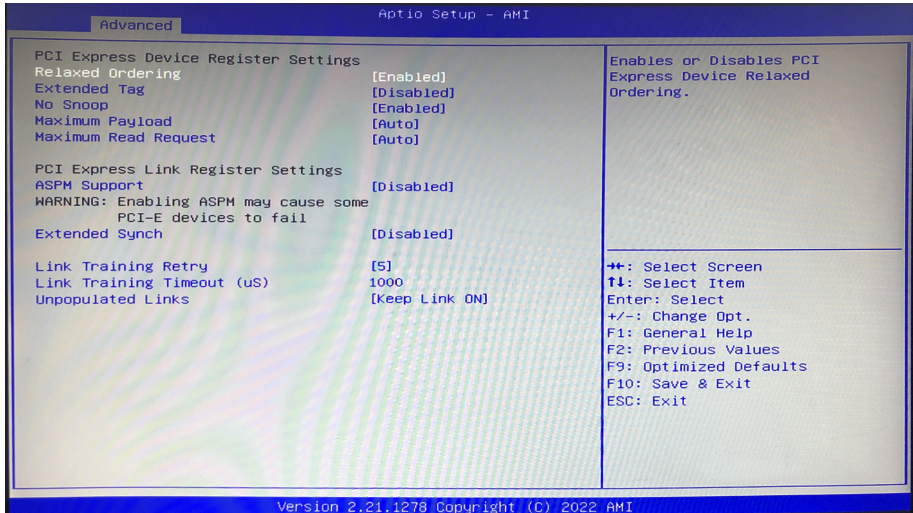 Aptio Setup - AMI
Advanced
PCI Express Device Register Settings
Relaxed Ordering [Enabled]
Extended Tag [Disabled]
No Snoop [Enabled]
Maximum Payload [Auto]
Maximum Read Request [Auto]
PCI Express Link Register Settings
ASPM Support [Disabled]
WARNING: Enabling ASPM may cause some
PCI-E devices to fail
Extended Synch [Disabled]
Link Training Retry [5]
Link Training Timeout (uS) 1000
Unpopulated Links [Keep Link ON]
Enables or Disables PCI
Express Device Relaxed
Ordering.
→←: Select Screen
↑↓: Select Item
Enter: Select
+/-: Change Opt.
F1: General Help
F2: Previous Values
F9: Optimized Defaults
F10: Save & Exit
ESC: Exit
Version 2.21.1278 Copyright (C) 2022 AMI